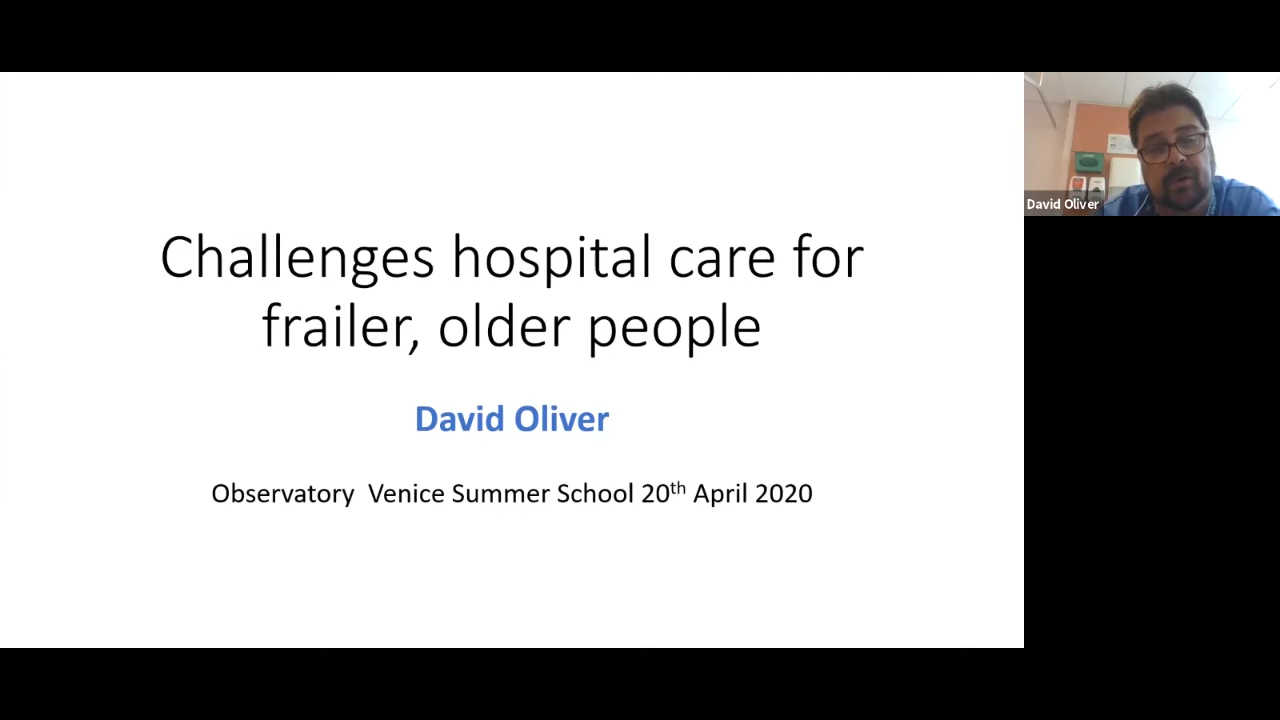 Challenges hospital care for
frailer, older people
David Oliver
Observatory Venice Summer School 20th April 2020
David Oliver